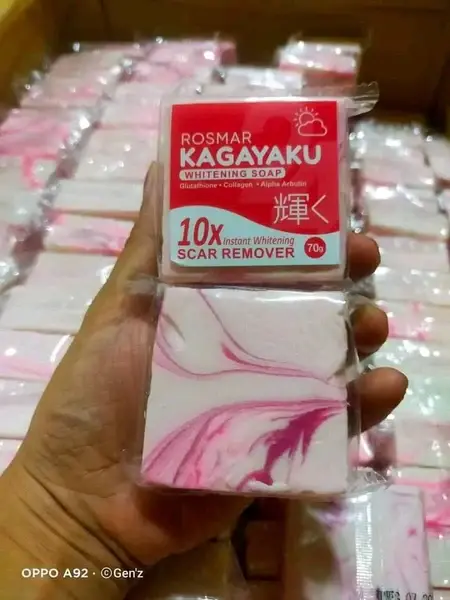 ROSMAR
KAGAYAKU
WHITENING SOAP
Glutathione • Collagen • Alpha Arbutin
輝く
10x Instant Whitening
SCAR REMOVER 70g
OPPO A92 · ©Gen'z